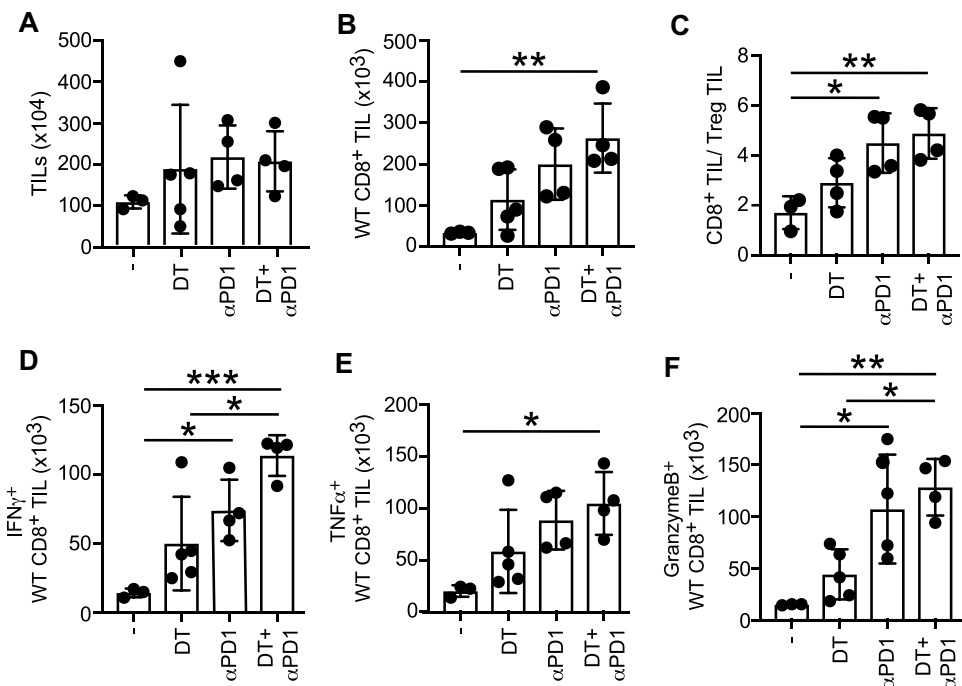 A
TILs (x104)
500
400
300
200
100
0
-
DT
αPD1
DT+
αPD1
B
WT CD8+ TIL (x10³)
500
400
300
200
100
0
**
-
DT
αPD1
DT+
αPD1
C
CD8+ TIL/ Treg TIL
8
6
4
2
0
**
*
-
DT
αPD1
DT+
αPD1
D
IFNγ+
WT CD8+ TIL (x10³)
150
100
50
0
***
*
*
-
DT
αPD1
DT+
αPD1
E
TNFα+
WT CD8+ TIL (x10³)
200
150
100
50
0
*
-
DT
αPD1
DT+
αPD1
F
GranzymeB+
WT CD8+ TIL (x10³)
200
150
100
50
0
**
*
*
-
DT
αPD1
DT+
αPD1